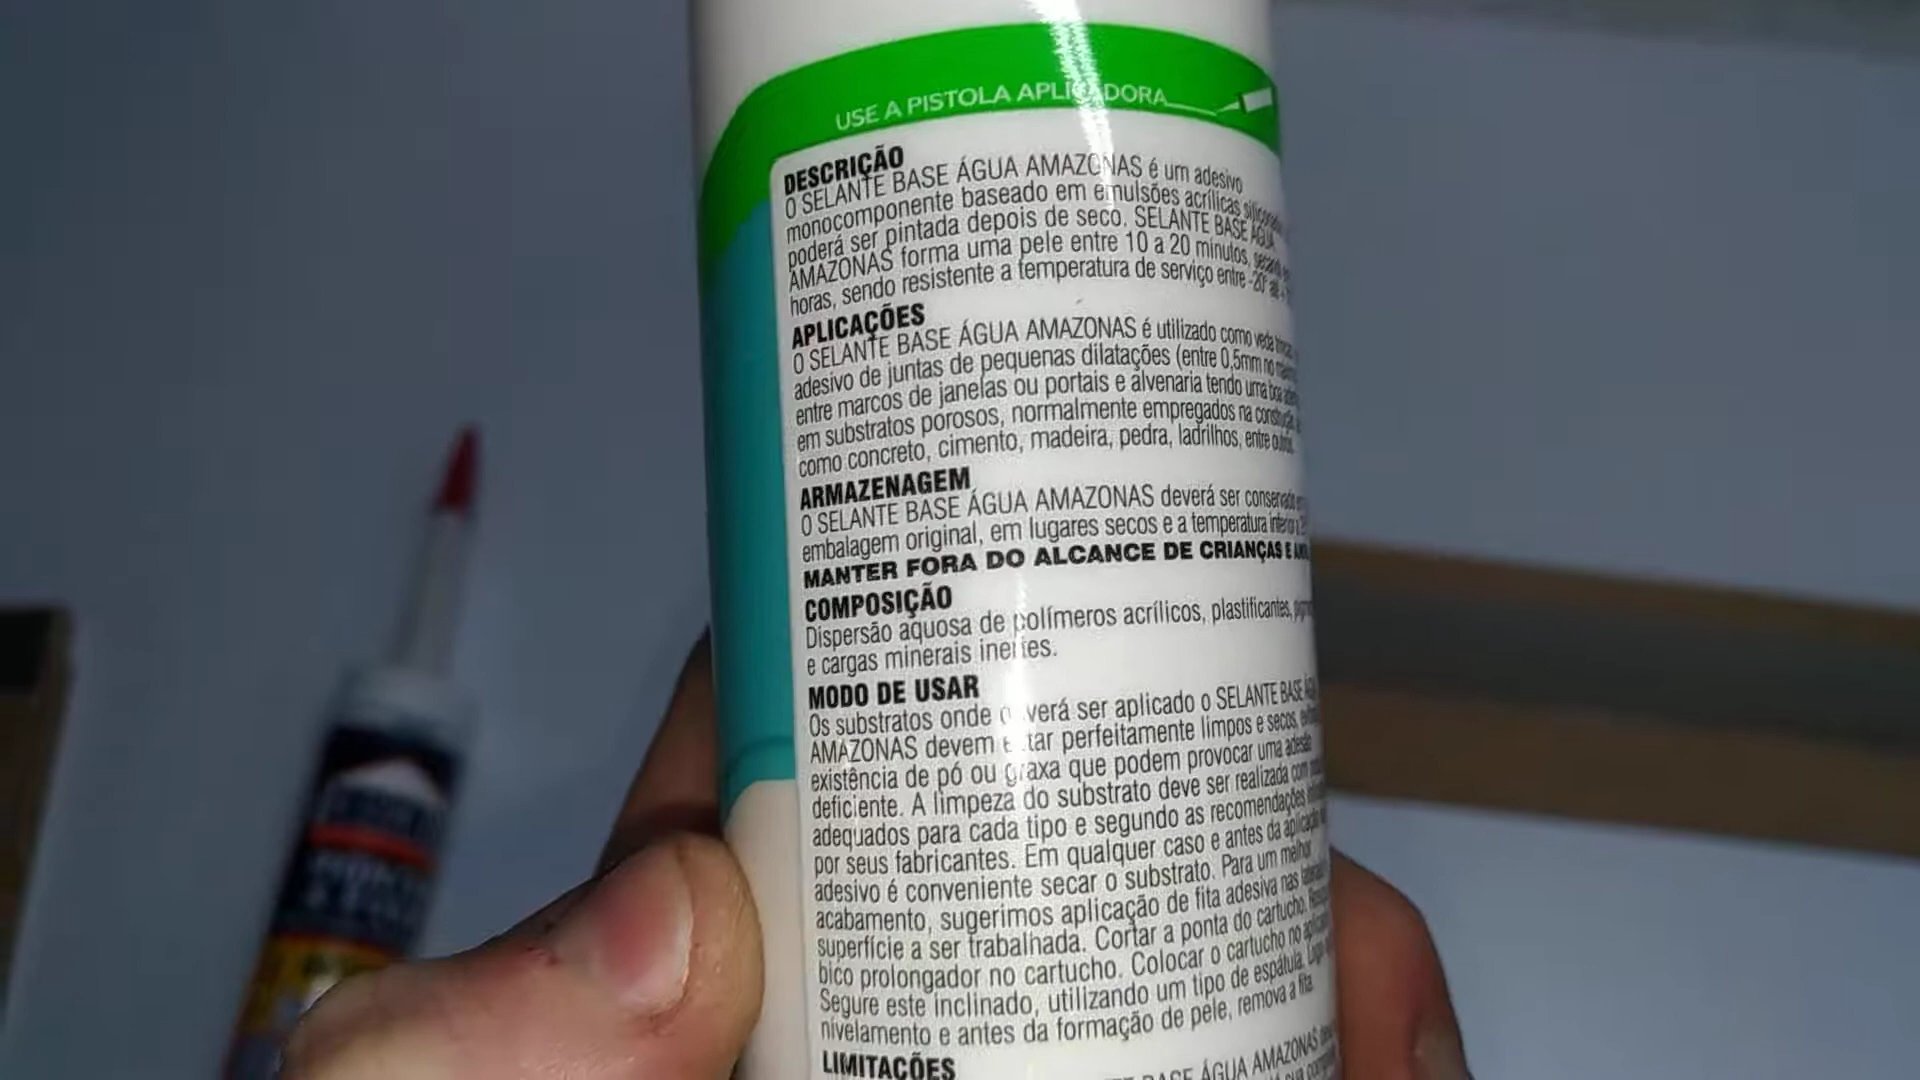 USE A PISTOLA APLICADORA
DESCRIÇÃO
O SELANTE BASE ÁGUA AMAZONAS é um adesivo
monocomponente baseado em emulsões acrílicas
poderá ser pintada depois de seco. SELANTE BASE ÁGUA
AMAZONAS forma uma pele entre 10 a 20 minutos,
horas, sendo resistente a temperatura de serviço entre -20°
APLICAÇÕES
O SELANTE BASE ÁGUA AMAZONAS é utilizado como veda
adesivo de juntas de pequenas dilatações (entre 0,5mm no
entre marcos de janelas ou portais e alvenaria tendo uma boa
em substratos porosos, normalmente empregados na
como concreto, cimento, madeira, pedra, ladrilhos, entre
ARMAZENAGEM
O SELANTE BASE ÁGUA AMAZONAS deverá ser conservado
embalagem original, em lugares secos e a temperatura
MANTER FORA DO ALCANCE DE CRIANÇAS E
COMPOSIÇÃO
Dispersão aquosa de polímeros acrílicos, plastificantes,
e cargas minerais inertes.
MODO DE USAR
Os substratos onde deverá ser aplicado o SELANTE BASE
AMAZONAS devem estar perfeitamente limpos e secos,
existência de pó ou graxa que podem provocar uma adesão
deficiente. A limpeza do substrato deve ser realizada com
adequados para cada tipo e segundo as recomendações
por seus fabricantes. Em qualquer caso e antes da aplicação
adesivo é conveniente secar o substrato. Para um melhor
acabamento, sugerimos aplicação de fita adesiva nas
superfície a ser trabalhada. Cortar a ponta do cartucho.
bico prolongador no cartucho. Colocar o cartucho no
Segure este inclinado, utilizando um tipo de espátula.
nivelamento e antes da formação de pele, remova a fita.
LIMITAÇÕES
BASE ÁGUA AMAZONAS